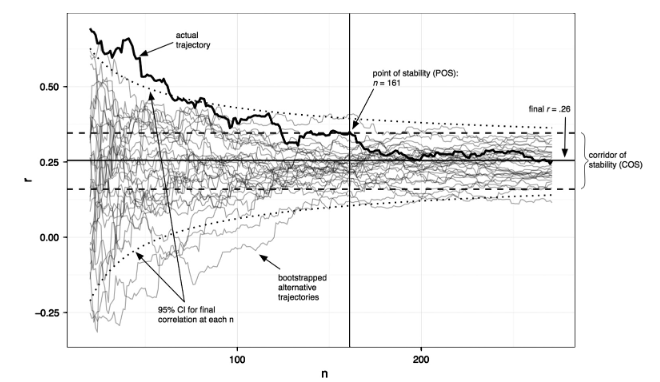 actual
trajectory
point of stability (POS):
n = 161
final r = .26
corridor of
stability (COS)
bootstrapped
alternative
trajectories
95% CI for final
correlation at each n
r
0.50
0.25
0.00
−0.25
100
200
n